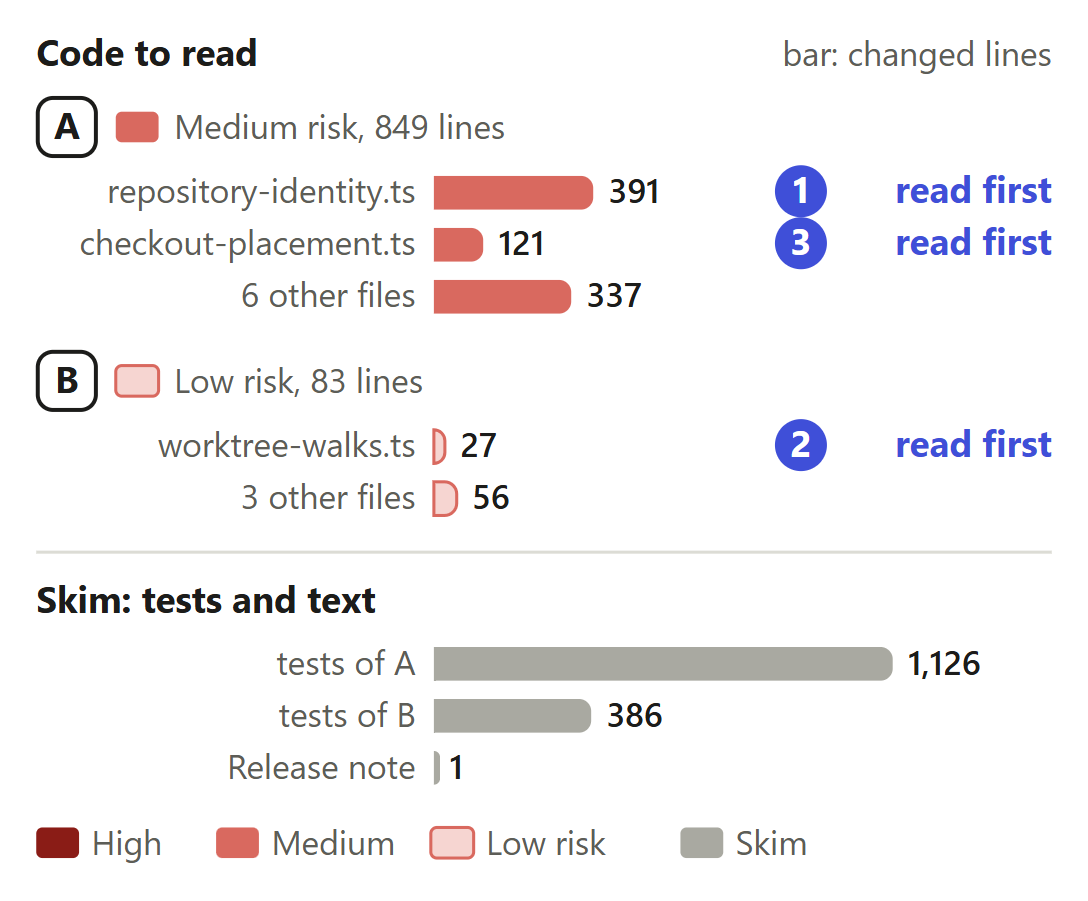 Code to read bar: changed lines
A Medium risk, 849 lines
repository-identity.ts 391 1 read first
checkout-placement.ts 121 3 read first
6 other files 337
B Low risk, 83 lines
worktree-walks.ts 27 2 read first
3 other files 56
Skim: tests and text
tests of A 1,126
tests of B 386
Release note 1
High Medium Low risk Skim